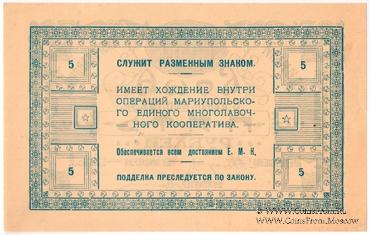 5 СЛУЖИТ РАЗМЕННЫМ ЗНАКОМ. 5
ИМЕЕТ ХОЖДЕНИЕ ВНУТРИ
ОПЕРАЦИЙ МАРИУПОЛЬСКО-
ГО ЕДИНОГО МНОГОЛАВОЧ-
НОГО КООПЕРАТИВА.
Обеспечивается всем достоянием Е. М. К.
5 ПОДДЕЛКА ПРЕСЛЕДУЕТСЯ ПО ЗАКОНУ. 5
www.CoinsFromMoscow.ru